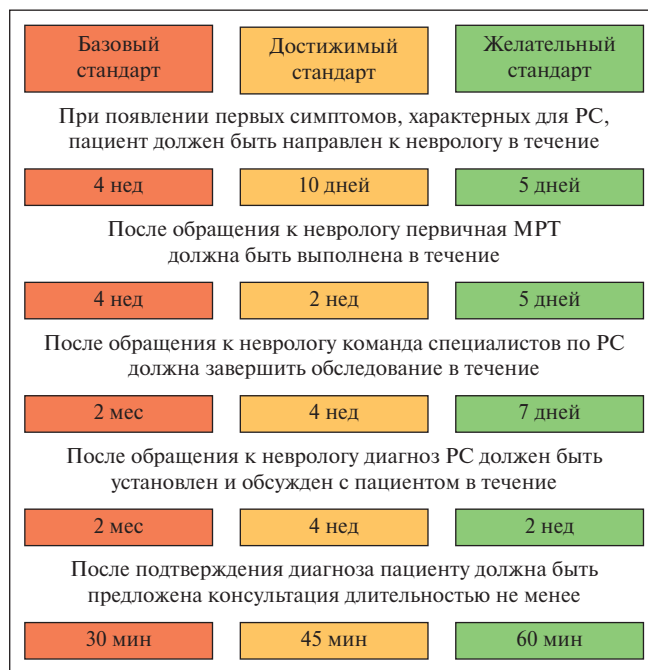 Базовый Достижимый Желательный
стандарт стандарт стандарт
При появлении первых симптомов, характерных для РС,
пациент должен быть направлен к неврологу в течение
4 нед 10 дней 5 дней
После обращения к неврологу первичная МРТ
должна быть выполнена в течение
4 нед 2 нед 5 дней
После обращения к неврологу команда специалистов по РС
должна завершить обследование в течение
2 мес 4 нед 7 дней
После обращения к неврологу диагноз РС должен быть
установлен и обсужден с пациентом в течение
2 мес 4 нед 2 нед
После подтверждения диагноза пациенту должна быть
предложена консультация длительностью не менее
30 мин 45 мин 60 мин